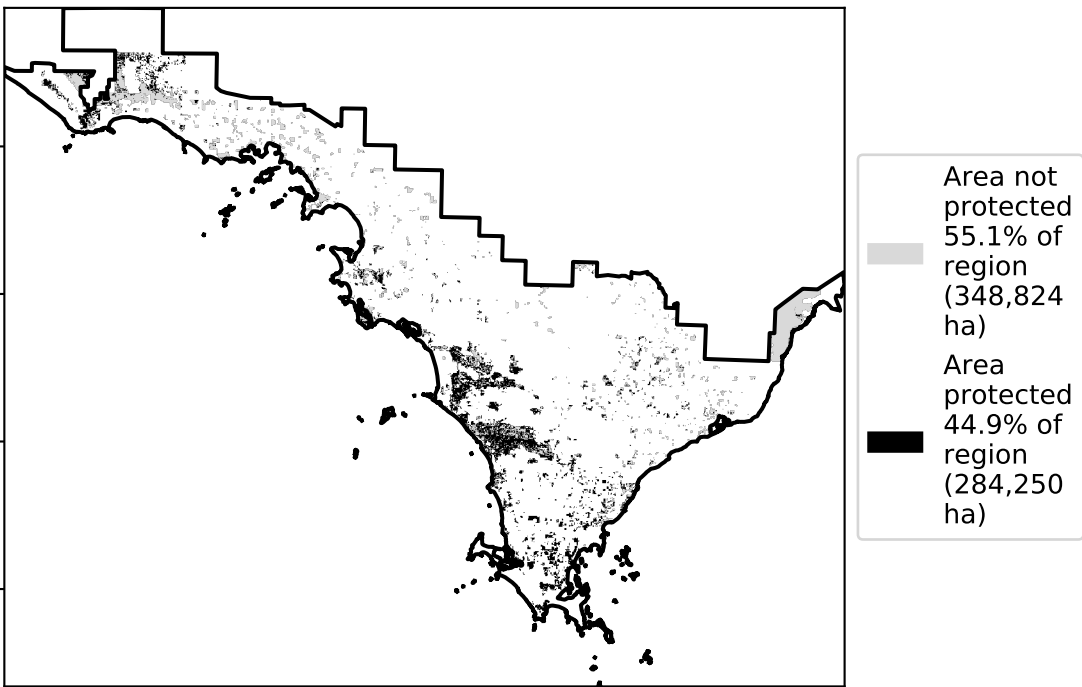 Area not
protected
55.1% of
region
(348,824
ha)
Area
protected
44.9% of
region
(284,250
ha)